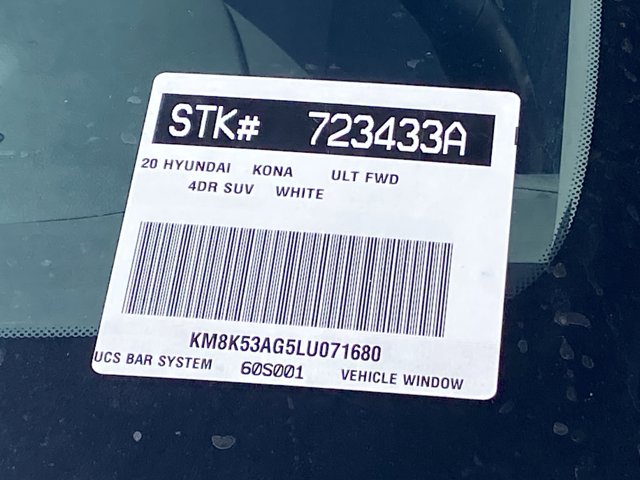 STK# 723433A
20 HYUNDAI KONA ULT FWD
4DR SUV WHITE
KM8K53AG5LU071680
UCS BAR SYSTEM 60S001 VEHICLE WINDOW